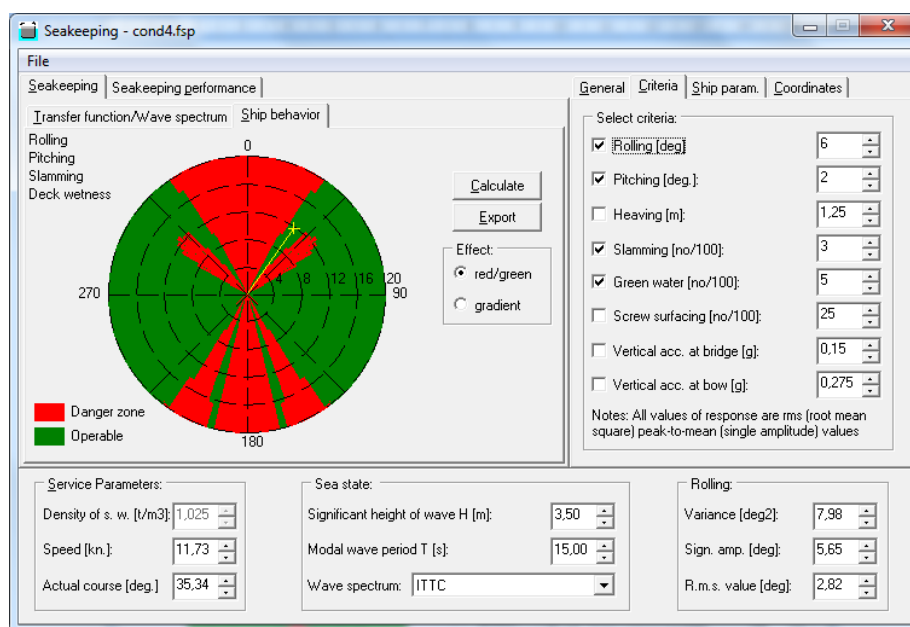 Seakeeping - cond4.fsp
File
Seakeeping Seakeeping performance
Transfer function/Wave spectrum Ship behavior
Rolling
Pitching
Slamming
Deck wetness
0
4 8 12 16 20
270
90
180
Danger zone
Operable
Calculate
Export
Effect:
red/green
gradient
General Criteria Ship param. Coordinates
Select criteria:
Rolling [deg] 6
Pitching [deg.]: 2
Heaving [m]: 1,25
Slamming [no/100]: 3
Green water [no/100]: 5
Screw surfacing [no/100]: 25
Vertical acc. at bridge [g]: 0,15
Vertical acc. at bow [g]: 0,275
Notes: All values of response are rms (root mean
square) peak-to-mean (single amplitude) values
Service Parameters:
Density of s. w. [t/m3]: 1,025
Speed [kn.]: 11,73
Actual course [deg.] 35,34
Sea state:
Significant height of wave H [m]: 3,50
Modal wave period T [s]: 15,00
Wave spectrum: ITTC
Rolling:
Variance [deg2]: 7,98
Sign. amp. [deg]: 5,65
R.m.s. value [deg]: 2,82